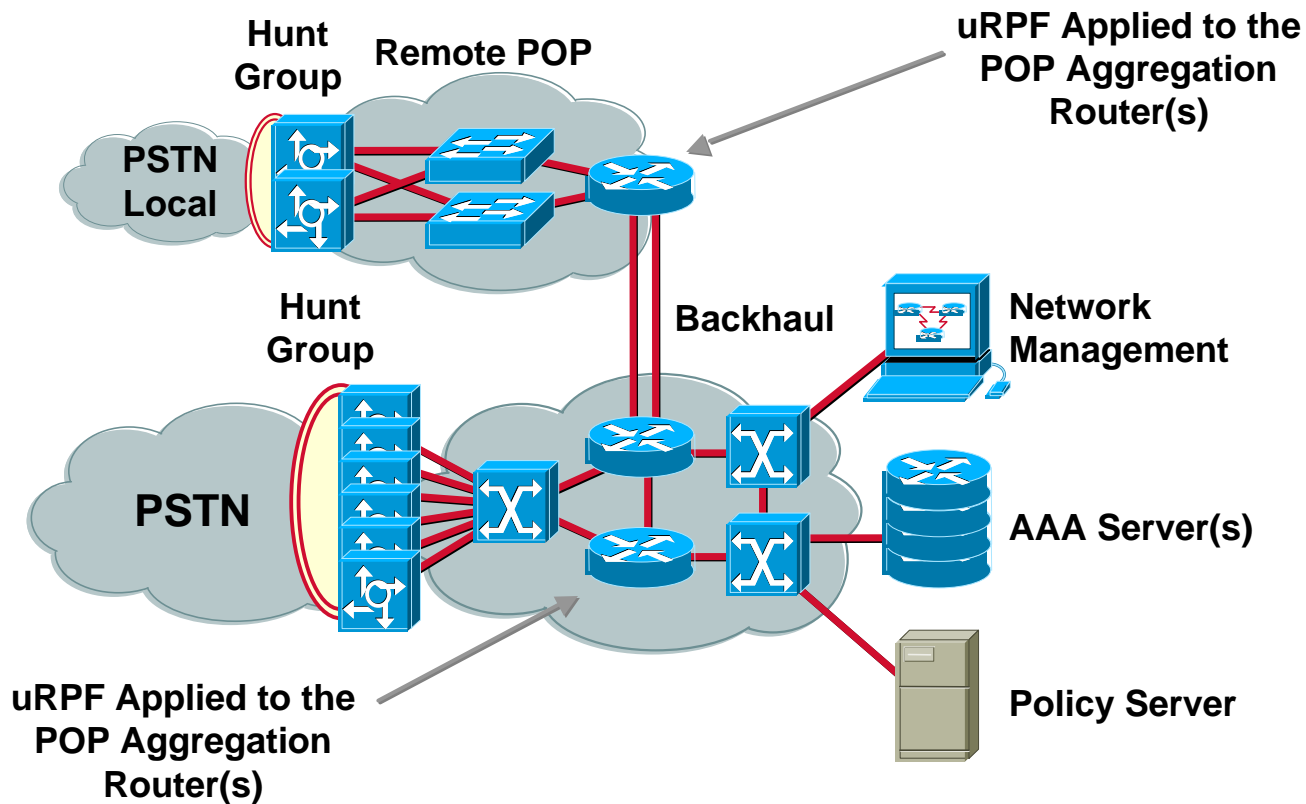 Hunt
Group
Remote POP
uRPF Applied to the
POP Aggregation
Router(s)
PSTN
Local
Hunt
Group
Backhaul
Network
Management
PSTN
AAA Server(s)
uRPF Applied to the
POP Aggregation
Router(s)
Policy Server